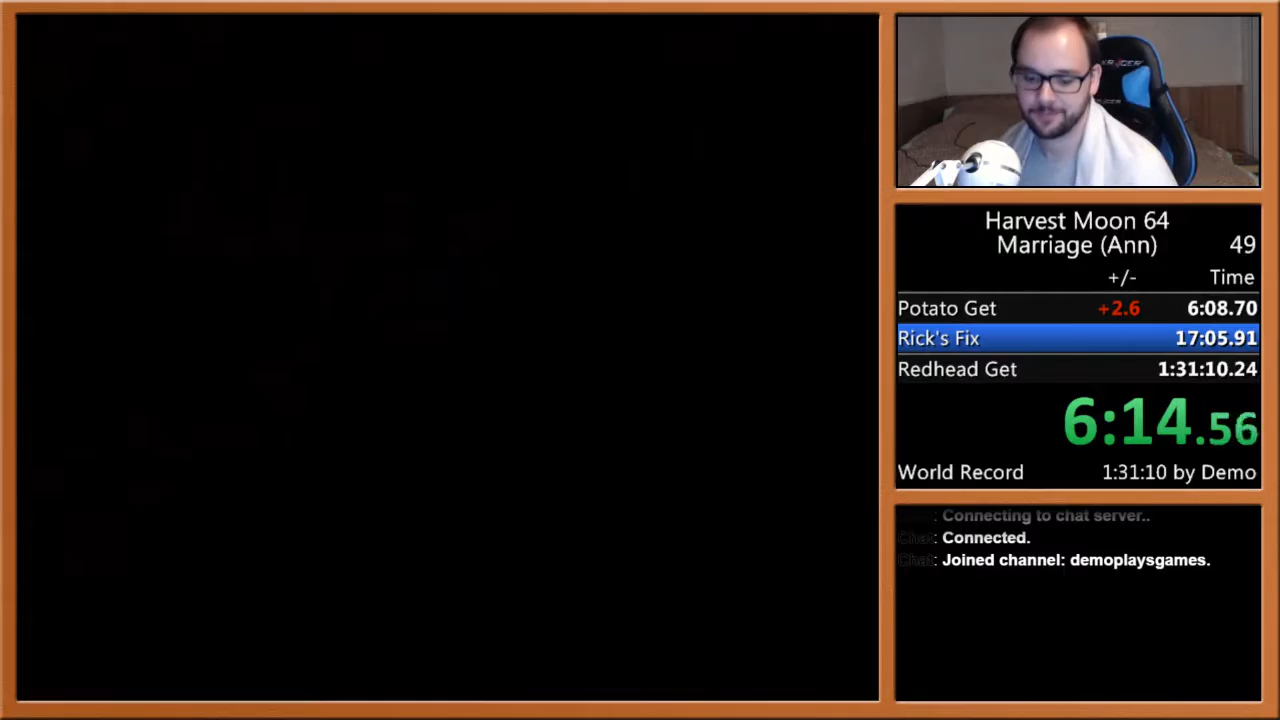 Harvest Moon 64
Marriage (Ann) 49
+/- Time
Potato Get +2.6 6:08.70
Rick's Fix 17:05.91
Redhead Get 1:31:10.24
6:14.56
World Record 1:31:10 by Demo
: Connecting to chat server..
Chat: Connected.
Chat: Joined channel: demoplaysgames.